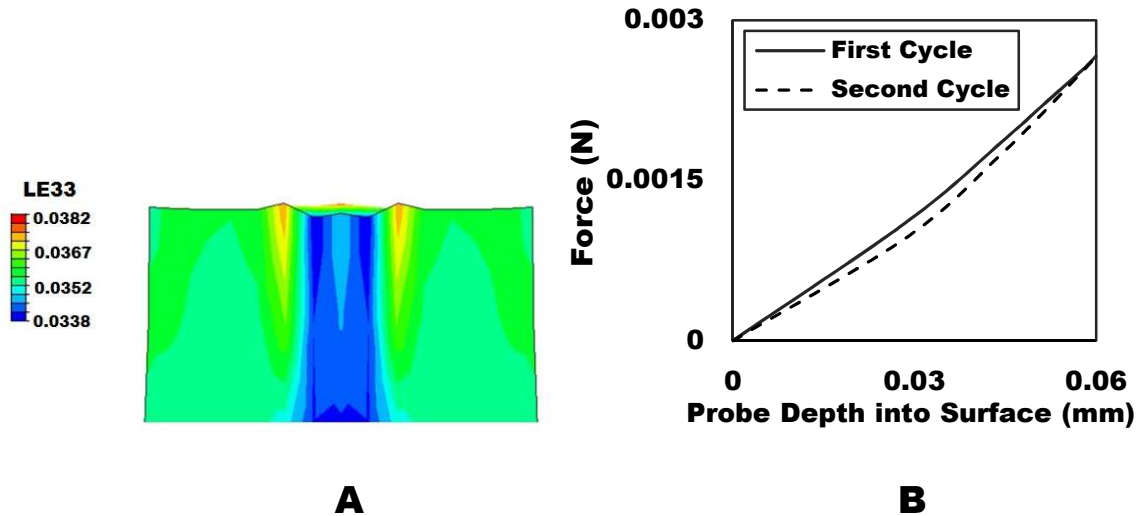 LE33
0.0382
0.0367
0.0352
0.0338
A
0.003
First Cycle
Second Cycle
Force (N)
0.0015
0
0
0.03
0.06
Probe Depth into Surface (mm)
B